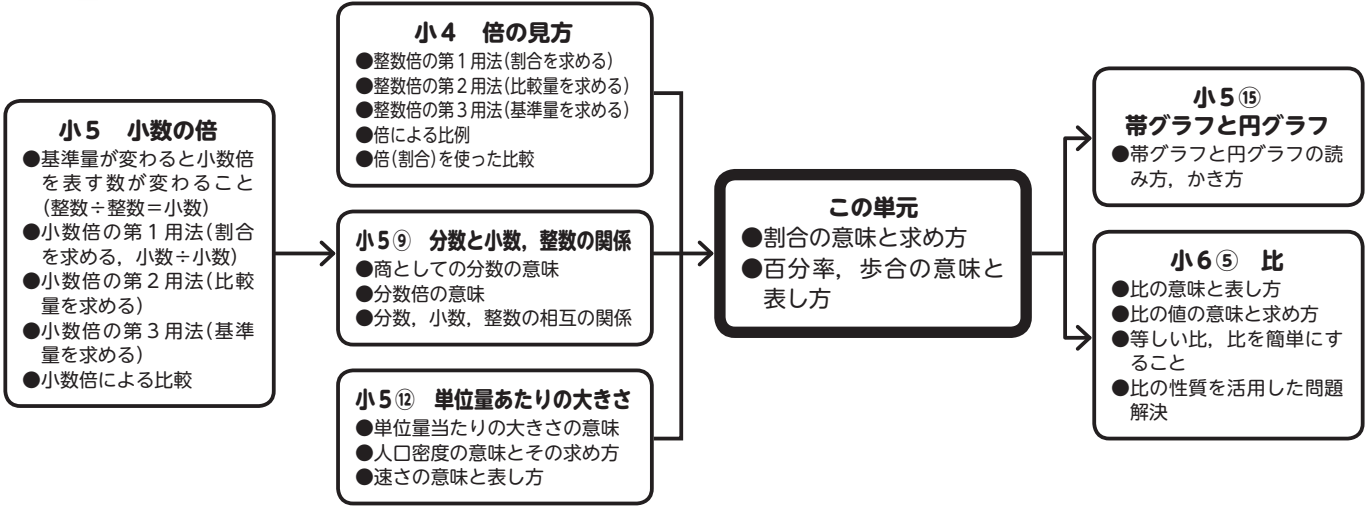 小5 小数の倍
●基準量が変わると小数倍
を表す数が変わること
(整数÷整数=小数)
●小数倍の第1用法(割合
を求める,小数÷小数)
●小数倍の第2用法(比較
量を求める)
●小数倍の第3用法(基準
量を求める)
●小数倍による比較
小4 倍の見方
●整数倍の第1用法(割合を求める)
●整数倍の第2用法(比較量を求める)
●整数倍の第3用法(基準量を求める)
●倍による比例
●倍(割合)を使った比較
小5⑨ 分数と小数,整数の関係
●商としての分数の意味
●分数倍の意味
●分数,小数,整数の相互の関係
小5⑫ 単位量あたりの大きさ
●単位量当たりの大きさの意味
●人口密度の意味とその求め方
●速さの意味と表し方
この単元
●割合の意味と求め方
●百分率,歩合の意味と
表し方
小5⑮
帯グラフと円グラフ
●帯グラフと円グラフの読
み方,かき方
小6⑤ 比
●比の意味と表し方
●比の値の意味と求め方
●等しい比,比を簡単にす
ること
●比の性質を活用した問題
解決